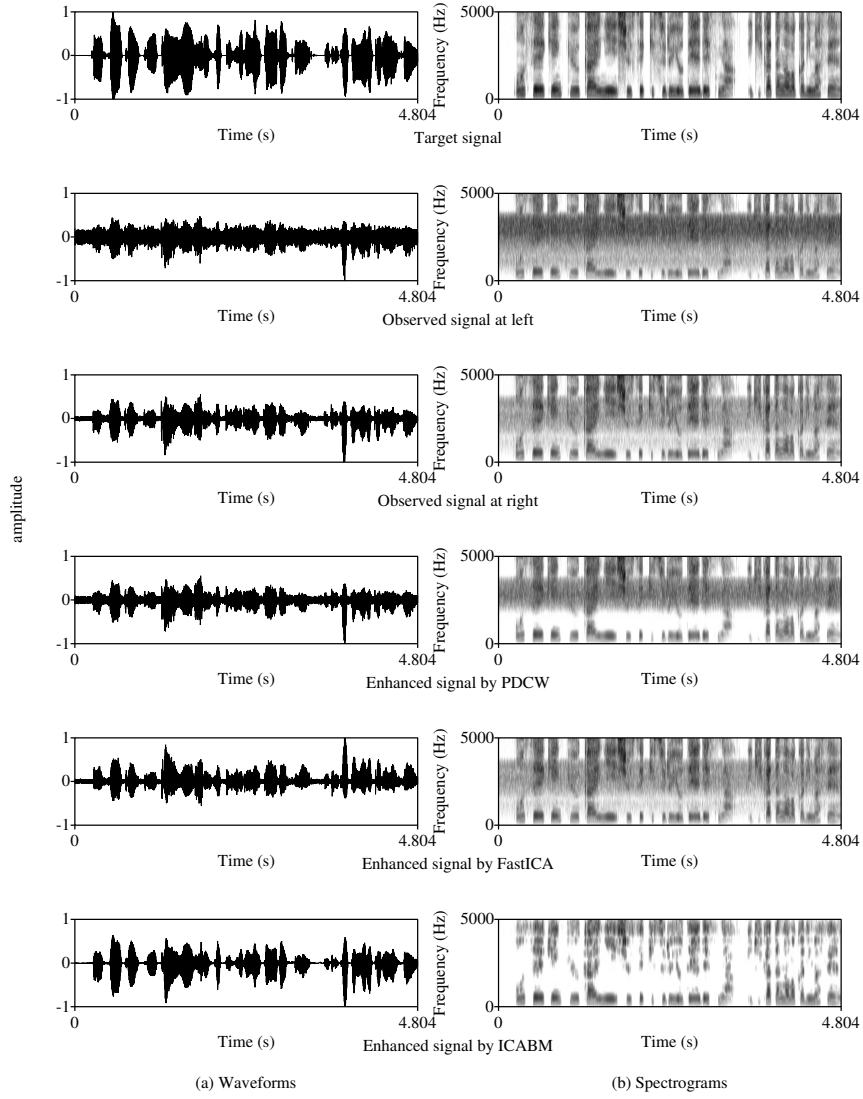 1
0
-1
0
4.804
Time (s)
Frequency (Hz)
5000
0
0
4.804
Time (s)
Target signal
1
0
-1
0
4.804
Time (s)
Frequency (Hz)
5000
0
0
4.804
Time (s)
Observed signal at left
1
0
-1
0
4.804
Time (s)
Frequency (Hz)
5000
0
0
4.804
Time (s)
Observed signal at right
amplitude
1
0
-1
0
4.804
Time (s)
Frequency (Hz)
5000
0
0
4.804
Time (s)
Enhanced signal by PDCW
1
0
-1
0
4.804
Time (s)
Frequency (Hz)
5000
0
0
4.804
Time (s)
Enhanced signal by FastICA
1
0
-1
0
4.804
Time (s)
Frequency (Hz)
5000
0
0
4.804
Time (s)
Enhanced signal by ICABM
(a) Waveforms
(b) Spectrograms